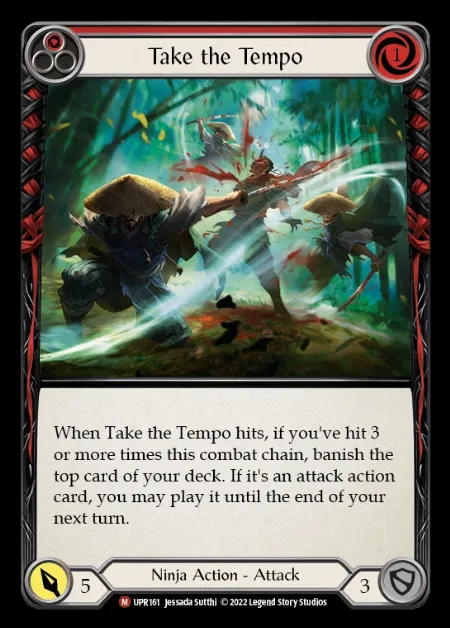 Take the Tempo
1
When Take the Tempo hits, if you've hit 3
or more times this combat chain, banish the
top card of your deck. If it's an attack action
card, you may play it until the end of your
next turn.
5
Ninja Action - Attack
3
M UPR161 Jessada Sutthi © 2022 Legend Story Studios